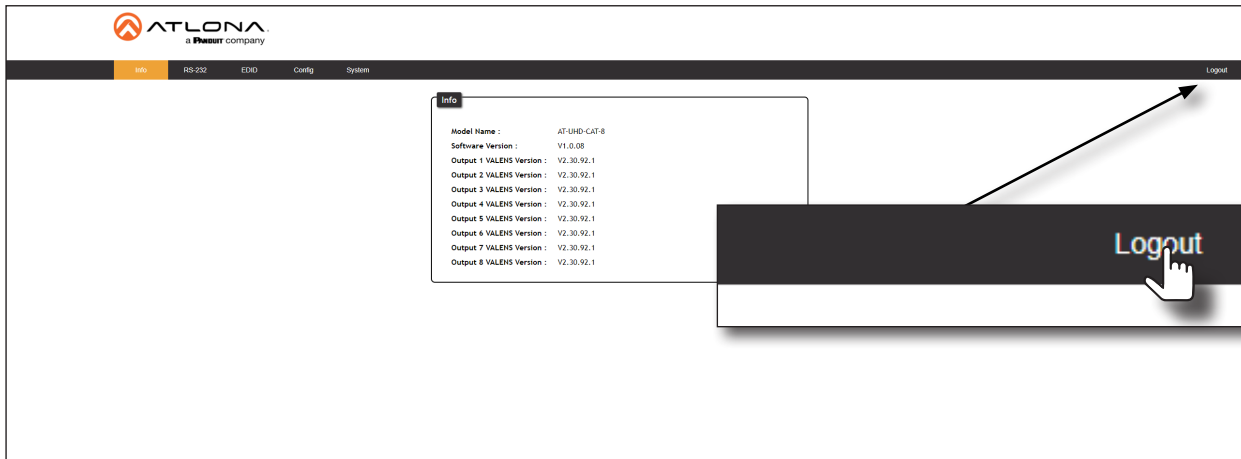 ATLONA.
a PANDUIT company
Info RS-232 EDID Config System Logout
Info
Model Name : AT-UHD-CAT-8
Software Version : V1.0.08
Output 1 VALENS Version : V2.30.92.1
Output 2 VALENS Version : V2.30.92.1
Output 3 VALENS Version : V2.30.92.1
Output 4 VALENS Version : V2.30.92.1
Output 5 VALENS Version : V2.30.92.1
Output 6 VALENS Version : V2.30.92.1
Output 7 VALENS Version : V2.30.92.1
Output 8 VALENS Version : V2.30.92.1
Logout